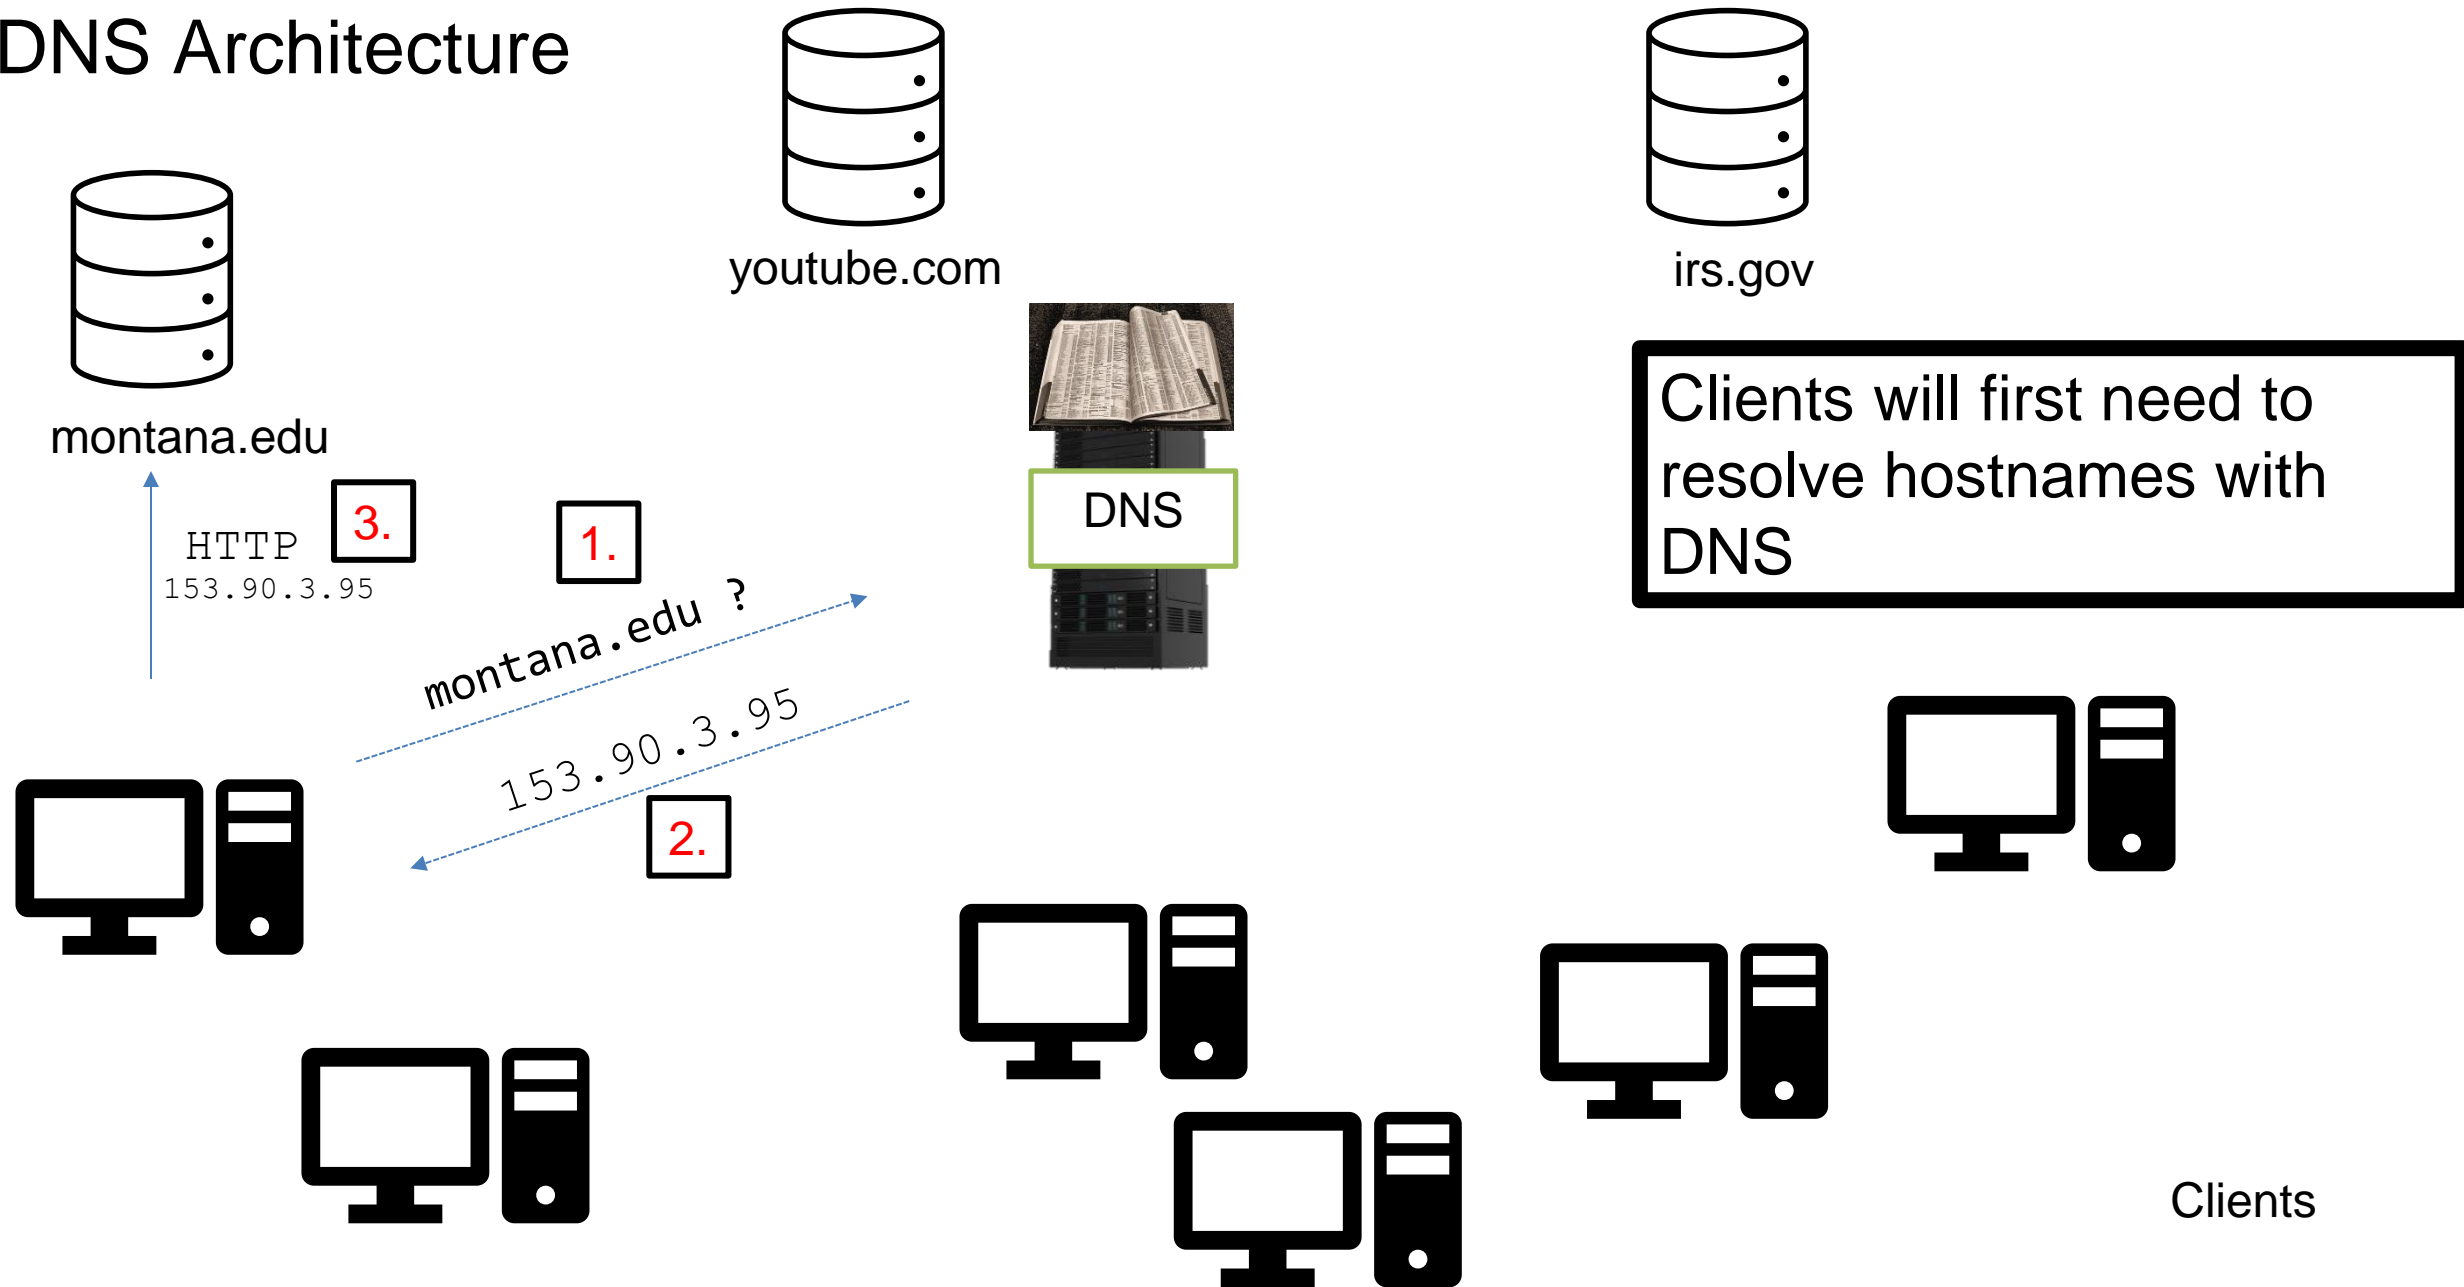 DNS Architecture
youtube.com
irs.gov
montana.edu
Clients will first need to
resolve hostnames with
DNS
DNS
3.
HTTP
153.90.3.95
1.
montana.edu ?
153.90.3.95
2.
Clients